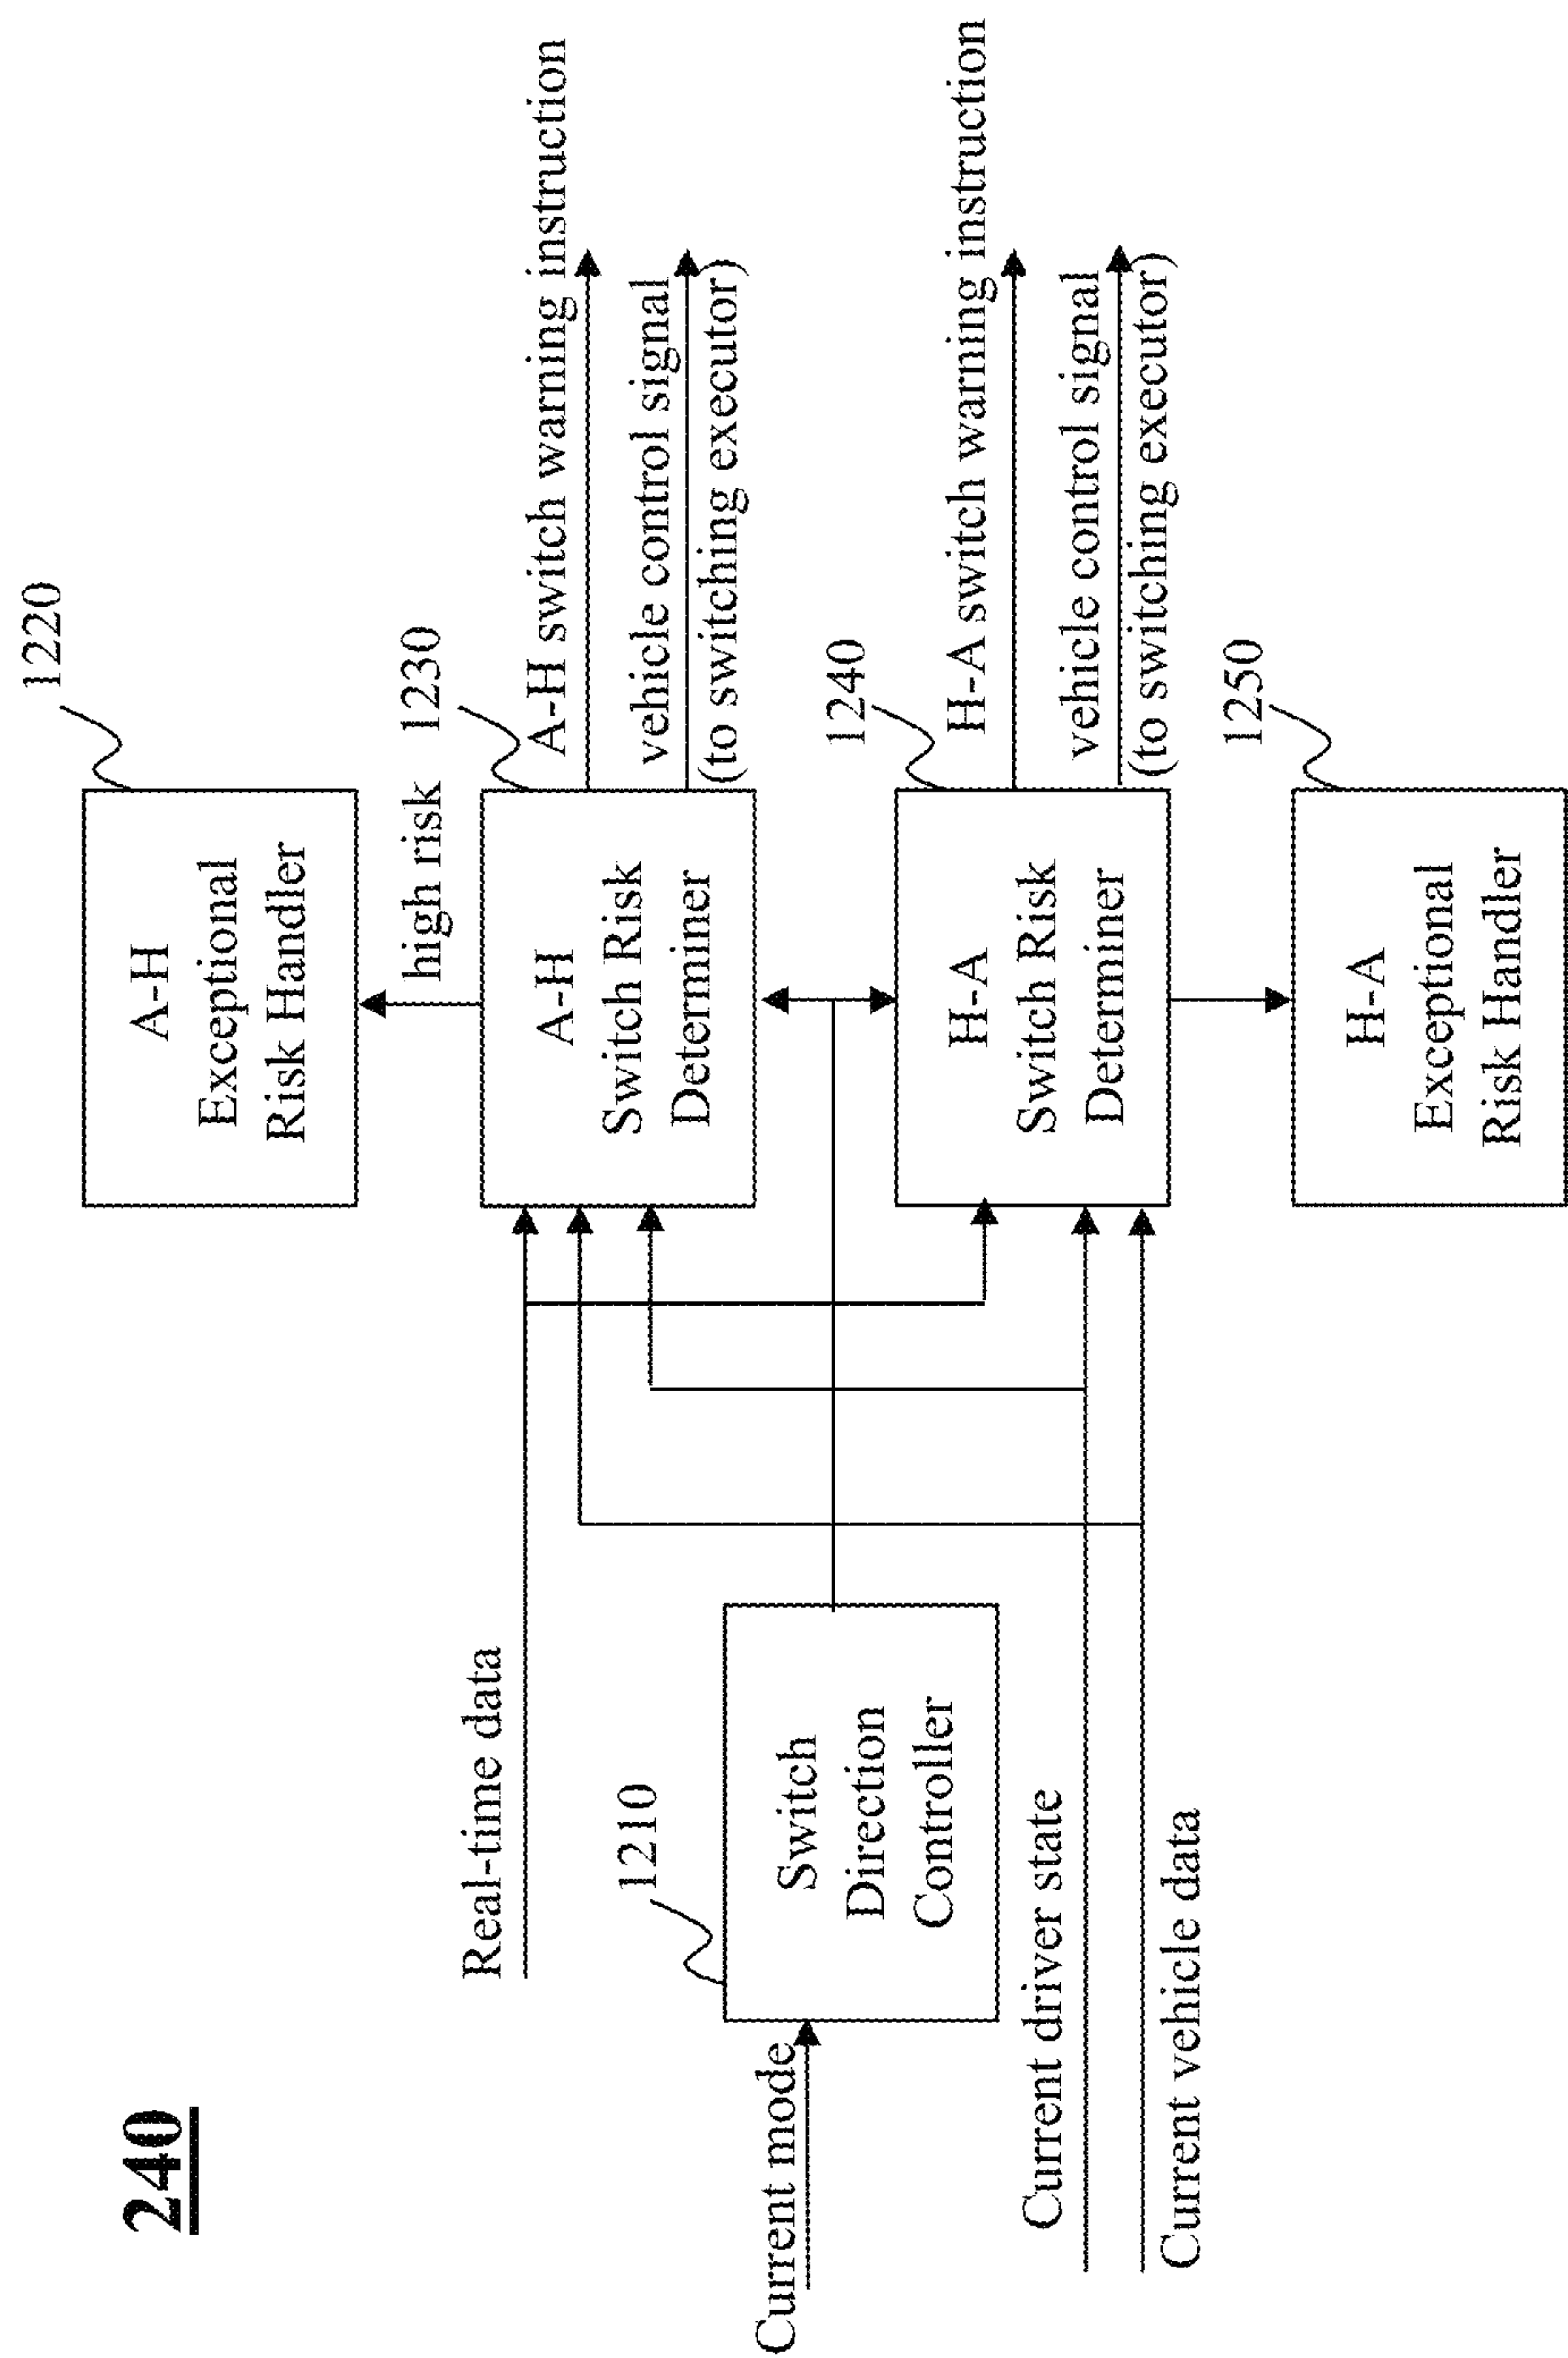 240
1220
A-H
Exceptional
Risk Handler
high risk
1230
A-H switch warning instruction
Real-time data
A-H
Switch Risk
Determiner
vehicle control signal
(to switching executor)
1210
Current mode
Switch
Direction
Controller
1240
H-A switch warning instruction
Current driver state
H-A
Switch Risk
Determiner
vehicle control signal
(to switching executor)
Current vehicle data
1250
H-A
Exceptional
Risk Handler